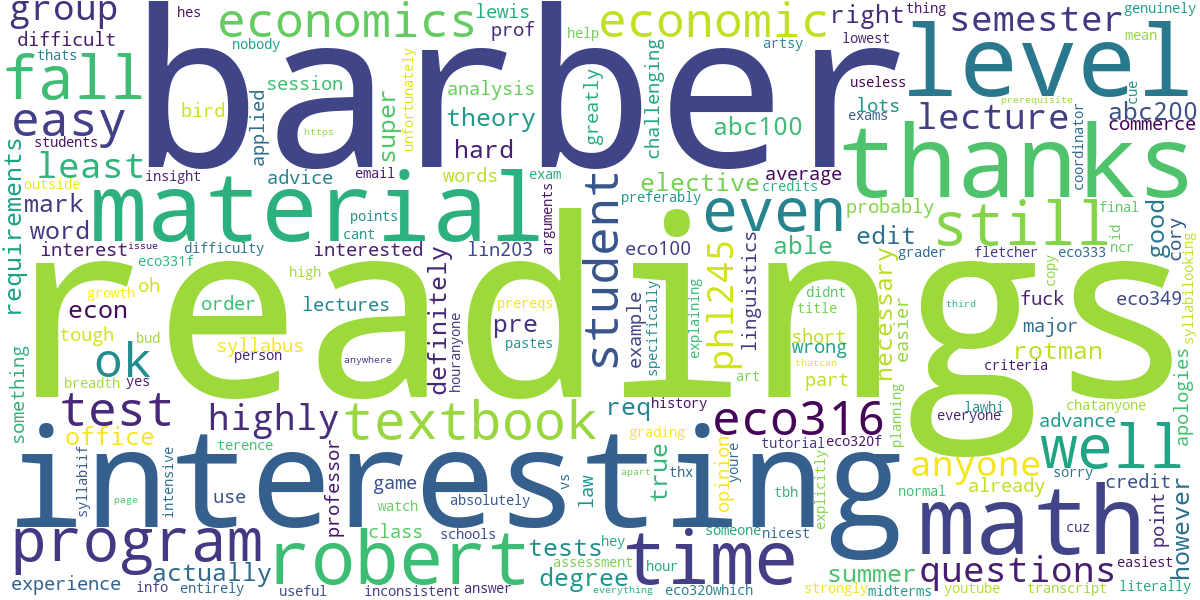 group
hes
economics
lewis
prof
economic
right
thing
semester
genuinely
difficult
nobody
help
artsy
lowest
mean
thats
barber
level
fall
session
super
unfortunately
analysis
greatly
challenging
useless
lots
prerequisite
cue
bird
applied
theory
abc100
exams
lecture
abc200
easy
https
coordinator
commerce
students
hard
thanks
requirements
least
insight
advice
email
words
exam
elective
credits
average
outside
mark
material
points
arguments
student
preferably
even
probably
still
final
good
word
cant
edit
id
ncr
cory
interest
issue
difficulty
interested
definitely
lin203
eco100
phl245
linguistics
able
necessary
grader
fletcher
eco333
syllabilooking
eco331f
high
readings
example
specifically
explaining
didnt
third
copy
fuck
eco349
growth
oh
order
lectures
prereqs
title
easier
econ
pre
short
major
tough
bud
syllabus
houranyone
pastes
wrong
rotman
something
ok
person
anywhere
thatcan
criteria
breadth
yes
art
part
apologies
test
highly
textbook
req
history
eco316
planning
lawhi
everyone
chatanyone
advance
office
terence
grading
tutorial
eco320f
well
syllabiif
intensive
interesting
professor
true
apart
thx
opinion
youre
anyone
sorry
page
use
game
vs
law
tbh
explicitly
already
credit
however
watch
absolutely
normal
point
program
class
schools
someone
nicest
math
cuz
robert
tests
hey
time
easiest
actually
assessment
hour
summer
questions
experience
info
entirely
useful
inconsistent
answer
degree
everything
eco320which
strongly
midterms
youtube
transcript
literally